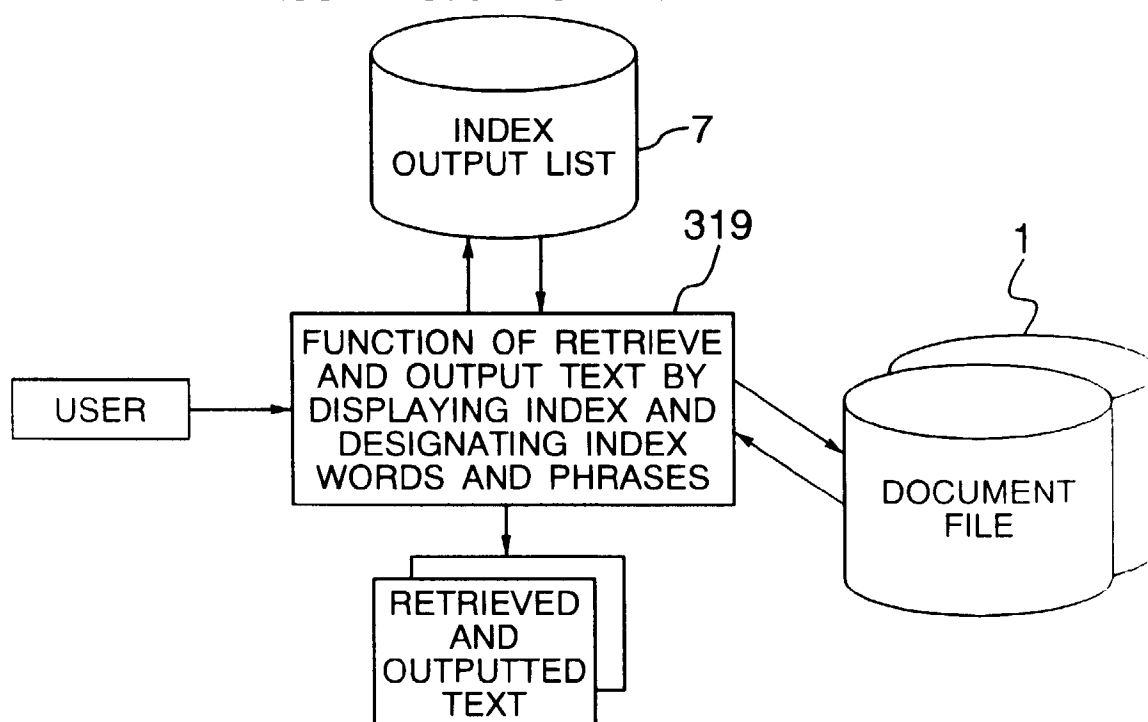 INDEX
OUTPUT LIST
7
319
1
FUNCTION OF RETRIEVE
AND OUTPUT TEXT BY
DISPLAYING INDEX AND
DESIGNATING INDEX
WORDS AND PHRASES
USER
DOCUMENT
FILE
RETRIEVED
AND
OUTPUTTED
TEXT